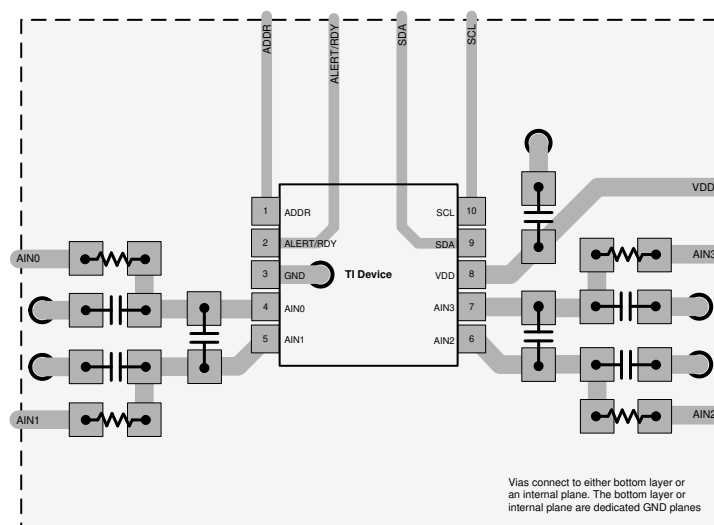 ADDR
ALERT/RDY
SDA
SCL
VDD
1 ADDR
SCL 10
2 ALERT/RDY
SDA 9
3 GND
TI Device
VDD 8
4 AIN0
AIN3 7
5 AIN1
AIN2 6
AIN0
AIN3
AIN1
AIN2
Vias connect to either bottom layer or
an internal plane. The bottom layer or
internal plane are dedicated GND planes